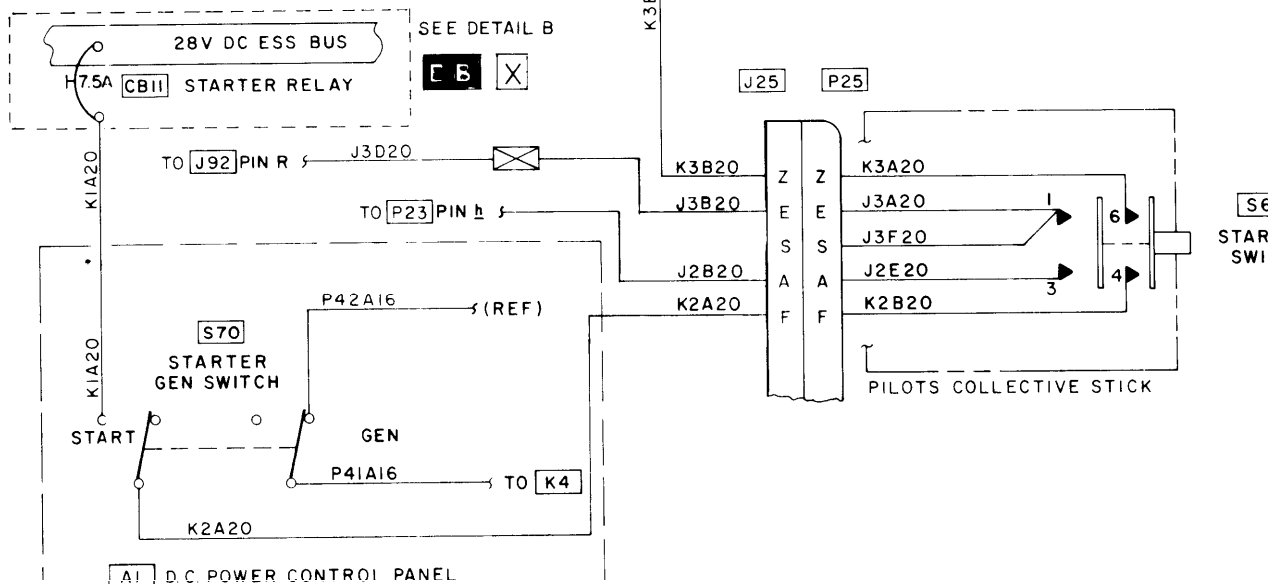 28V DC ESS BUS
SEE DETAIL B
E B
X
7.5A CB11 STARTER RELAY
K1A20
TO J92 PIN R
J3D20
TO P23 PIN h
K1A20
J25
P25
K3B20
Z
Z
K3A20
J3B20
E
E
J3A20
1
6
S
S
J3F20
J2B20
A
A
J2E20
3
4
K2A20
F
F
K2B20
PILOTS COLLECTIVE STICK
P42A16
(REF)
S70
STARTER
GEN SWITCH
START
GEN
P41A16
TO K4
K2A20
A1 D.C. POWER CONTROL PANEL